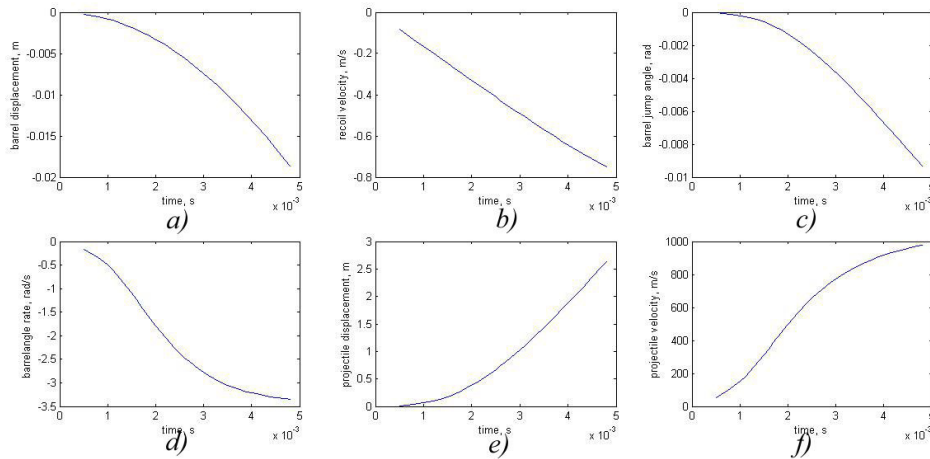 0
-0.005
-0.01
-0.015
-0.02
barrel displacement, m
0 1 2 3 4 5
time, s
x 10⁻³
a)
0
-0.2
-0.4
-0.6
-0.8
recoil velocity, m/s
0 1 2 3 4 5
time, s
x 10⁻³
b)
0
-0.002
-0.004
-0.006
-0.008
-0.01
barrel jump angle, rad
0 1 2 3 4 5
time, s
x 10⁻³
c)
0
-0.5
-1
-1.5
-2
-2.5
-3
-3.5
barrelangle rate, rad/s
0 1 2 3 4 5
time, s
x 10⁻³
d)
3
2.5
2
1.5
1
0.5
0
projectile displacement, m
0 1 2 3 4 5
time, s
x 10⁻³
e)
1000
800
600
400
200
0
projectile velocity, m/s
0 1 2 3 4 5
time, s
x 10⁻³
f)